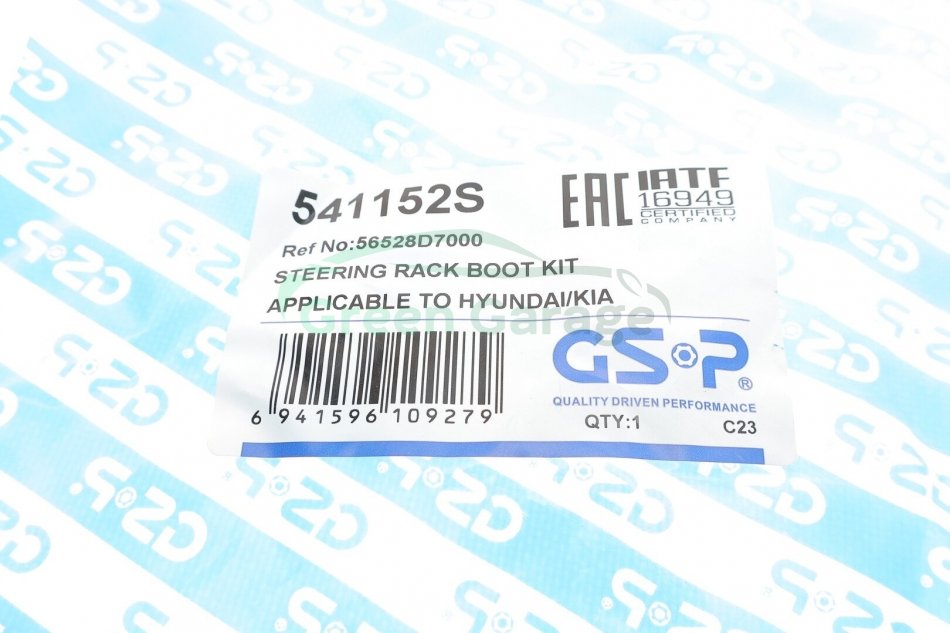 541152S
EAC
IATF
16949
CERTIFIED
COMPANY
Ref No:56528D7000
STEERING RACK BOOT KIT
APPLICABLE TO HYUNDAI/KIA
Green Garage
6 941596 109279
GSP®
QUALITY DRIVEN PERFORMANCE
QTY:1
C23